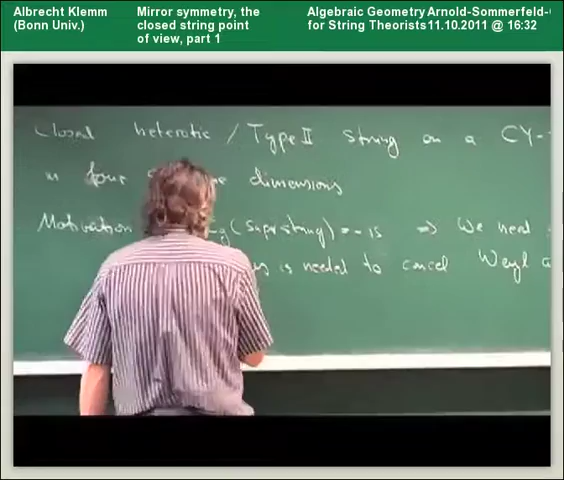 Albrecht Klemm
(Bonn Univ.)
Mirror symmetry, the
closed string point
of view, part 1
Algebraic Geometry Arnold-Sommerfeld-
for String Theorists 11.10.2011 @ 16:32
Closed heterotic / Type II string on a CY-
in four dimensions
Motivation (superstring) = -15 ⇒ We need
is needed to cancel Weyl